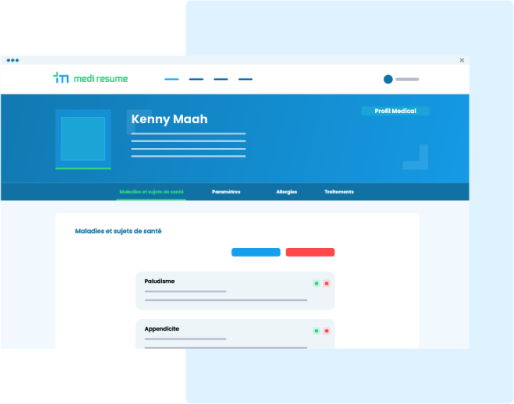 medi resume
Kenny Maah
Profil Medical
Maladies et sujets de santé
Paramètres
Allergies
Traitements
Maladies et sujets de santé
Paludisme
Appendicite